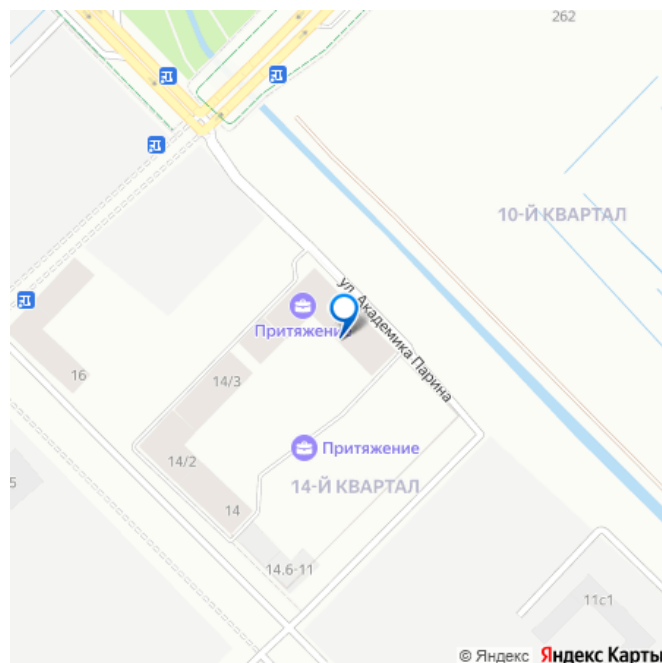 262
10-Й КВАРТАЛ
ул. Академика Парина
Притяжение
16
14/3
14/2
Притяжение
14-Й КВАРТАЛ
5
14
14.6-11
11с1
© Яндекс Яндекс Карты